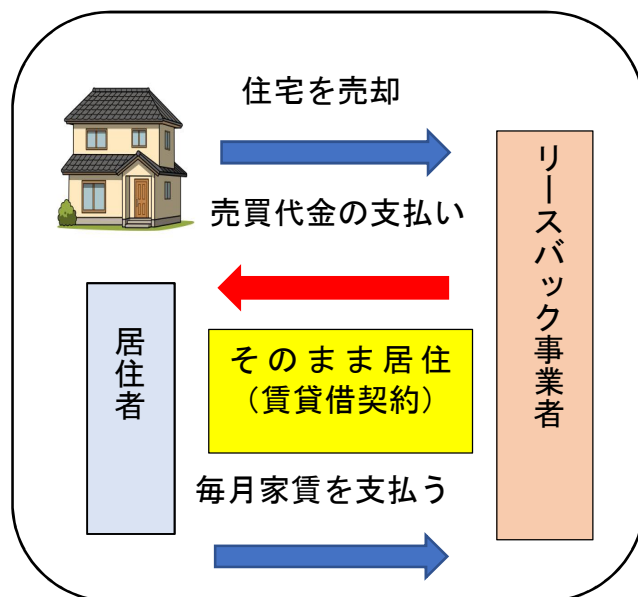 住宅を売却
売買代金の支払い
居住者
そのまま居住
(賃貸借契約)
毎月家賃を支払う
リースバック事業者